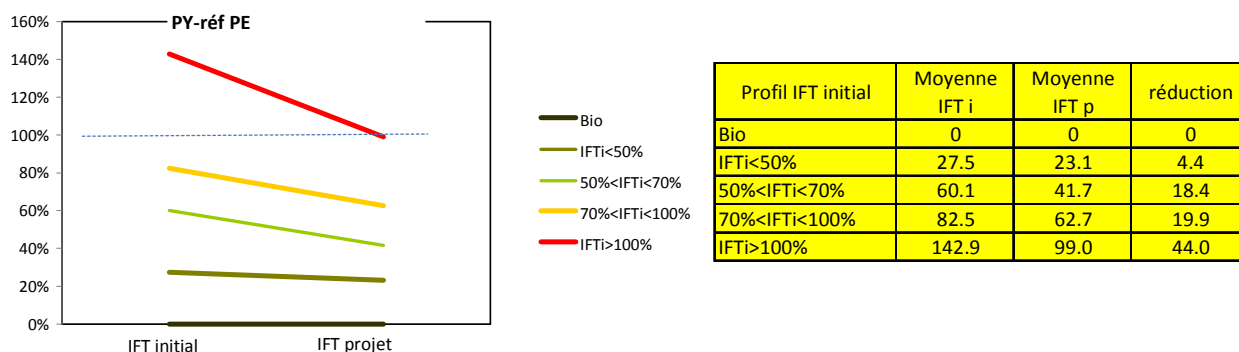 PY-réf PE
160%
140%
120%
100%
80%
60%
40%
20%
0%
IFT initial
IFT projet
Bio
IFTi<50%
50%<IFTi<70%
70%<IFTi<100%
IFTi>100%
Profil IFT initial Moyenne IFT i Moyenne IFT p réduction
Bio 0 0 0
IFTi<50% 27.5 23.1 4.4
50%<IFTi<70% 60.1 41.7 18.4
70%<IFTi<100% 82.5 62.7 19.9
IFTi>100% 142.9 99.0 44.0